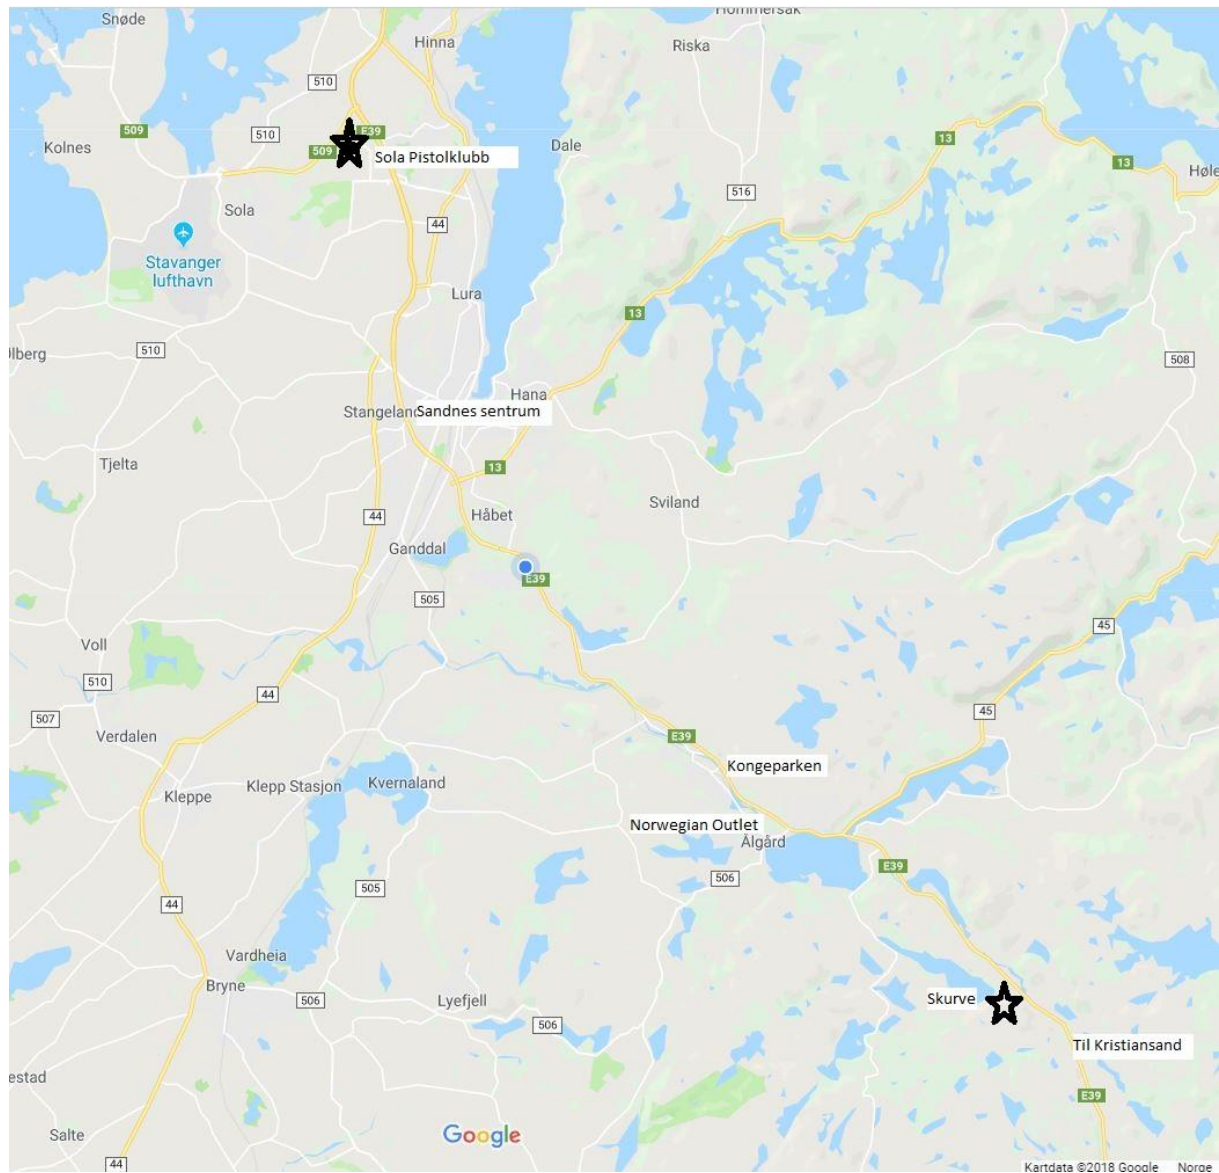 Snøde
Hommersåk
Hinna
Riska
510
509
510
E39
Kolnes
509
Sola Pistolklubb
Dale
13
13
Høle
516
Sola
44
Stavanger
lufthavn
Lura
13
510
508
Hana
Stangeland
Sandnes sentrum
Tjelta
13
Sviland
44
Håbet
Ganddal
E39
505
45
Voll
510
44
507
45
Verdalen
E39
Kongeparken
Klepp Stasjon
Kvernaland
Kleppe
Norwegian Outlet
Ålgård
E39
506
505
44
Vardheia
Bryne
506
Lyefjell
Skurve
506
Til Kristiansand
E39
Salte
Google
44
Kartdata ©2018 Google
Norge